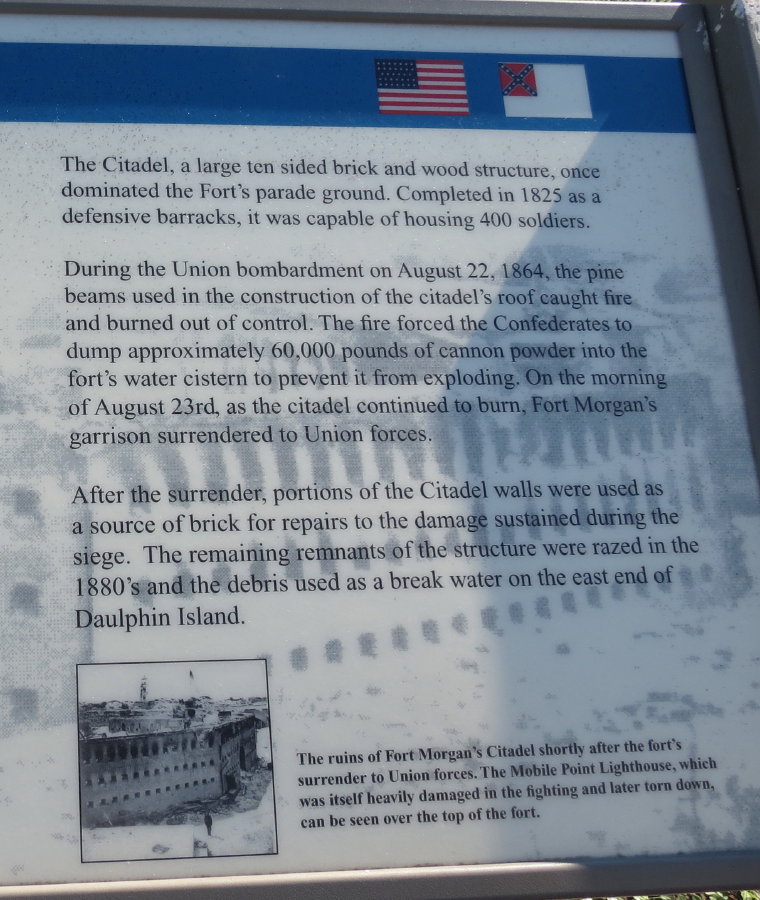 The Citadel, a large ten sided brick and wood structure, once
dominated the Fort's parade ground. Completed in 1825 as a
defensive barracks, it was capable of housing 400 soldiers.
During the Union bombardment on August 22, 1864, the pine
beams used in the construction of the citadel's roof caught fire
and burned out of control. The fire forced the Confederates to
dump approximately 60,000 pounds of cannon powder into the
fort's water cistern to prevent it from exploding. On the morning
of August 23rd, as the citadel continued to burn, Fort Morgan's
garrison surrendered to Union forces.
After the surrender, portions of the Citadel walls were used as
a source of brick for repairs to the damage sustained during the
siege.  The remaining remnants of the structure were razed in the
1880's and the debris used as a break water on the east end of
Daulphin Island.
The ruins of Fort Morgan's Citadel shortly after the fort's
surrender to Union forces. The Mobile Point Lighthouse, which
was itself heavily damaged in the fighting and later torn down,
can be seen over the top of the fort.